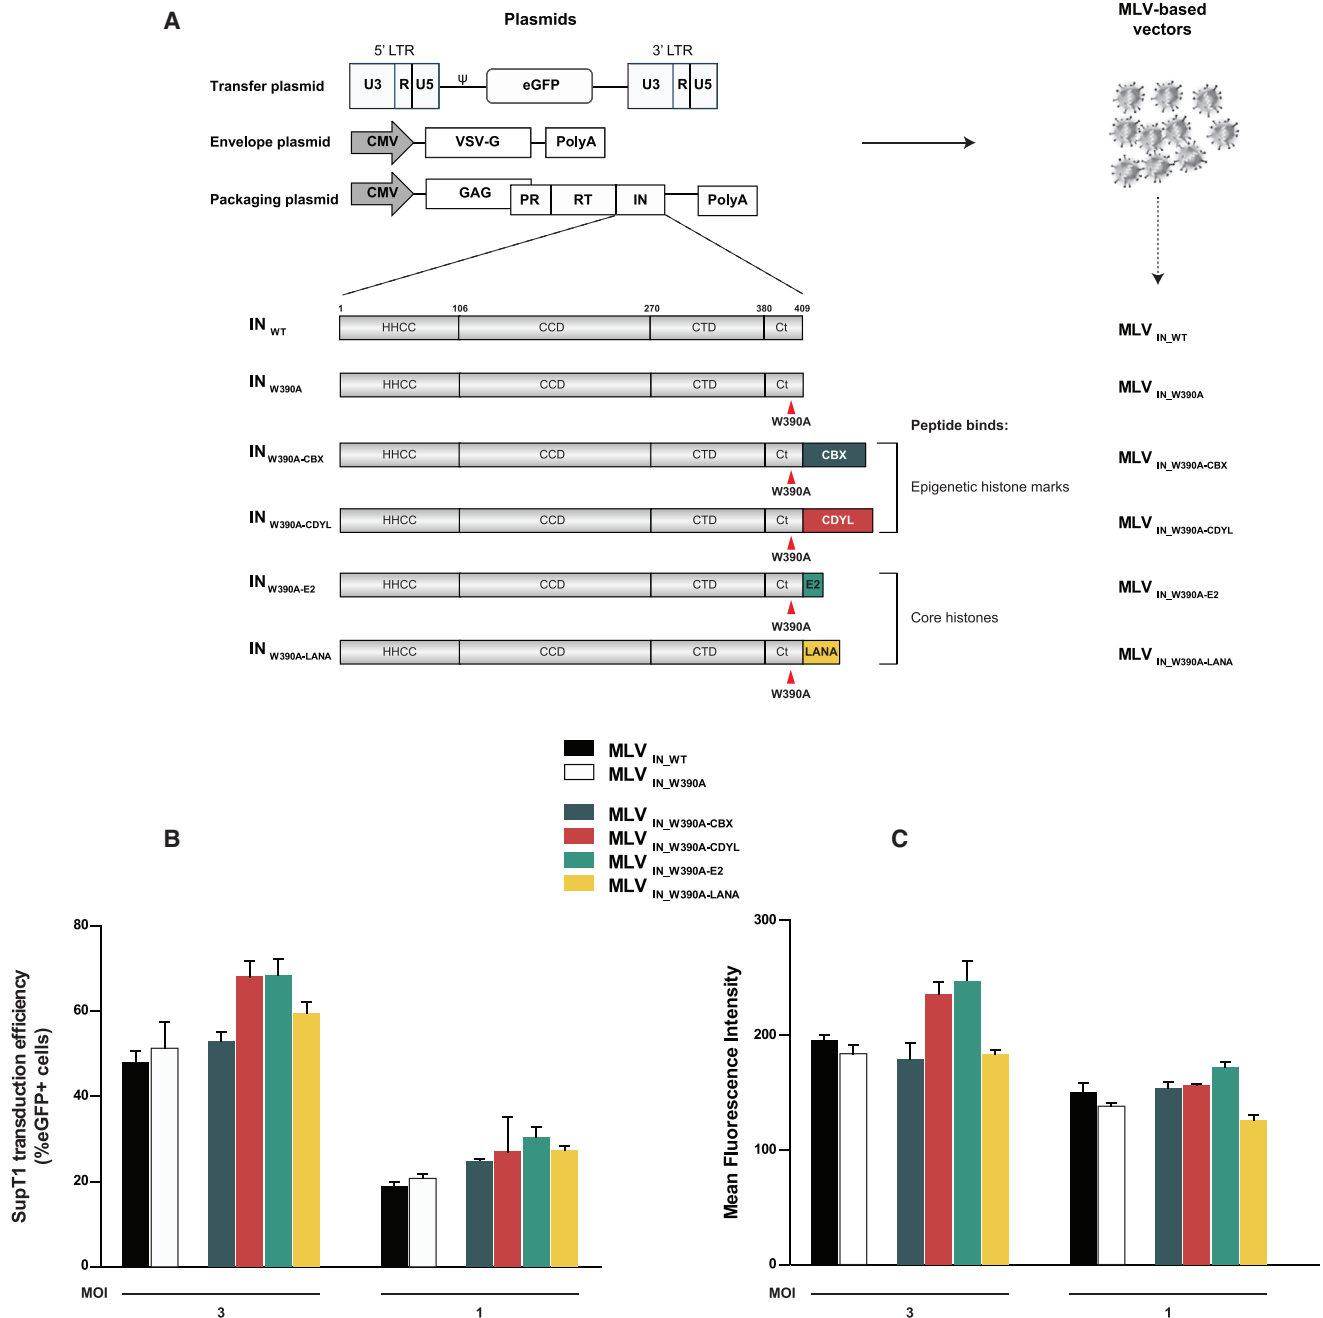 A
Plasmids
MLV-based
vectors
5' LTR
3' LTR
Transfer plasmid
U3 R U5 Ψ eGFP U3 R U5
Envelope plasmid
CMV VSV-G PolyA
Packaging plasmid
CMV GAG PR RT IN PolyA
1 106 270 380 409
IN WT
HHCC CCD CTD Ct
MLV IN_WT
IN W390A
HHCC CCD CTD Ct
W390A
MLV IN_W390A
Peptide binds:
IN W390A-CBX
HHCC CCD CTD Ct CBX
W390A
MLV IN_W390A-CBX
Epigenetic histone marks
IN W390A-CDYL
HHCC CCD CTD Ct CDYL
W390A
MLV IN_W390A-CDYL
IN W390A-E2
HHCC CCD CTD Ct E2
W390A
MLV IN_W390A-E2
Core histones
IN W390A-LANA
HHCC CCD CTD Ct LANA
W390A
MLV IN_W390A-LANA
MLV IN_WT
MLV IN_W390A
MLV IN_W390A-CBX
MLV IN_W390A-CDYL
MLV IN_W390A-E2
MLV IN_W390A-LANA
B
SupT1 transduction efficiency
(%eGFP+ cells)
80
60
40
20
0
MOI
3 1
C
Mean Fluorescence Intensity
300
200
100
0
MOI
3 1